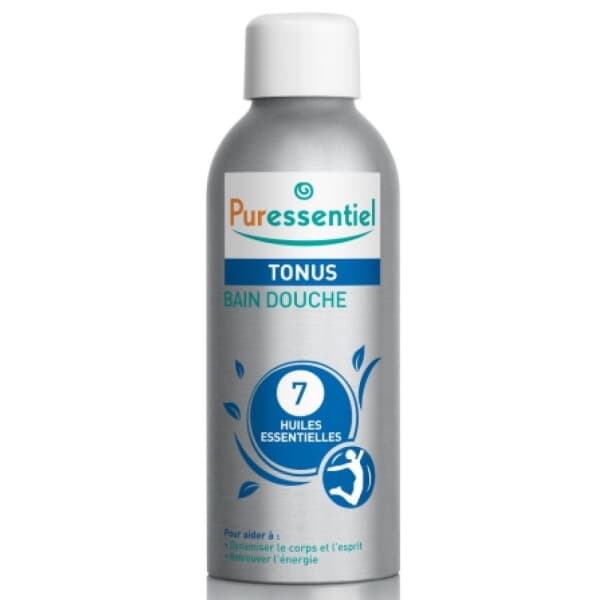 Puressentiel
TONUS
BAIN DOUCHE
7
HUILES
ESSENTIELLES
Pour aider à :
•Dynamiser le corps et l'esprit
•Retrouver l'énergie